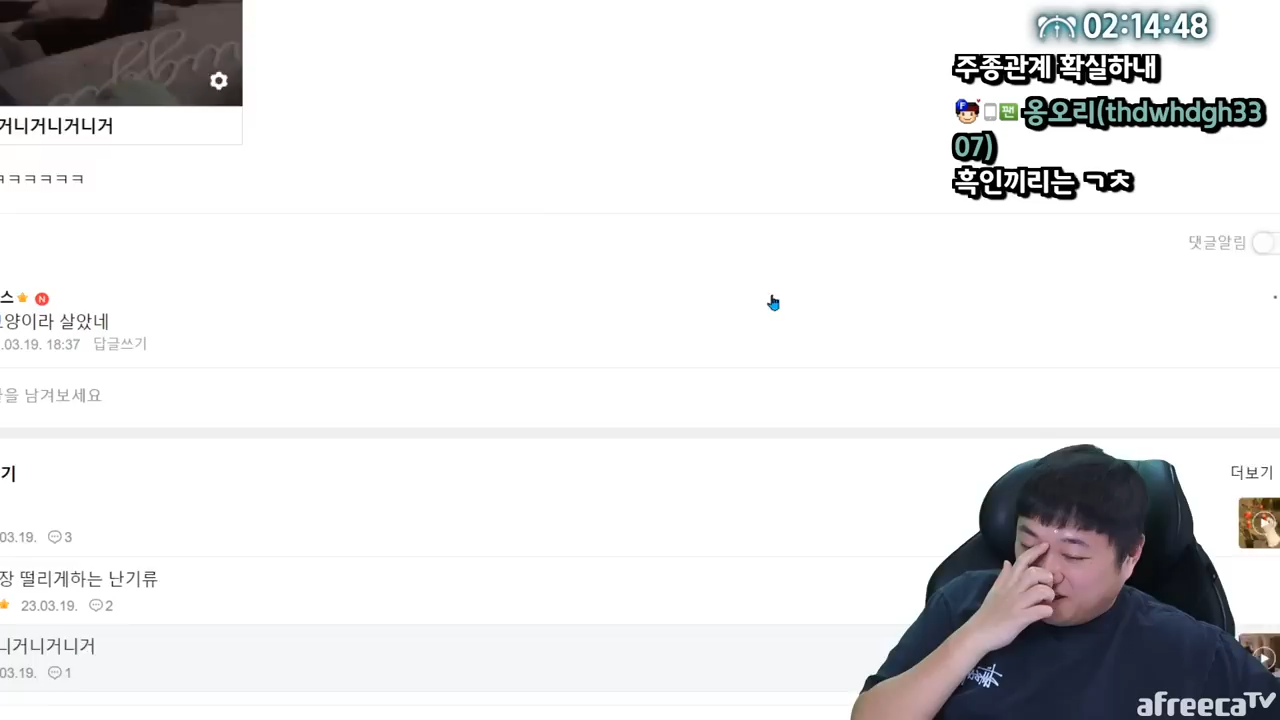 02:14:48
주종관계 확실하내
옹오리(thdwhdgh33
07)
흑인끼리는 ㄱㅊ
거니거니거니거
ㅋㅋㅋㅋㅋㅋ
댓글알림
스 N
양이라 살았네
.03.19. 18:37 답글쓰기
을 남겨보세요
기
더보기
03.19. 3
장 떨리게하는 난기류
23.03.19. 2
니거니거니거
03.19. 1
afreecaTV